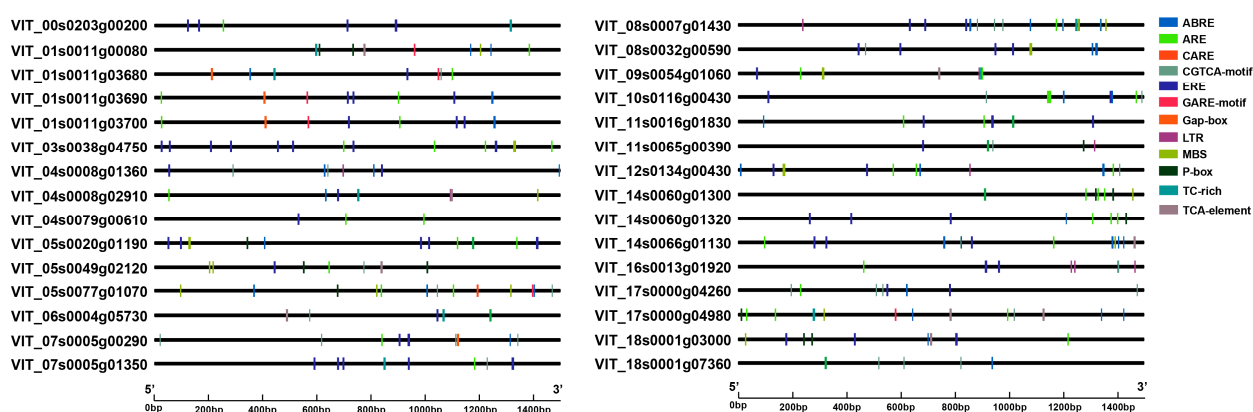 VIT_00s0203g00200
VIT_01s0011g00080
VIT_01s0011g03680
VIT_01s0011g03690
VIT_01s0011g03700
VIT_03s0038g04750
VIT_04s0008g01360
VIT_04s0008g02910
VIT_04s0079g00610
VIT_05s0020g01190
VIT_05s0049g02120
VIT_05s0077g01070
VIT_06s0004g05730
VIT_07s0005g00290
VIT_07s0005g01350
5'
3'
0bp 200bp 400bp 600bp 800bp 1000bp 1200bp 1400bp
VIT_08s0007g01430
VIT_08s0032g00590
VIT_09s0054g01060
VIT_10s0116g00430
VIT_11s0016g01830
VIT_11s0065g00390
VIT_12s0134g00430
VIT_14s0060g01300
VIT_14s0060g01320
VIT_14s0066g01130
VIT_16s0013g01920
VIT_17s0000g04260
VIT_17s0000g04980
VIT_18s0001g03000
VIT_18s0001g07360
5'
3'
0bp 200bp 400bp 600bp 800bp 1000bp 1200bp 1400bp
ABRE
ARE
CARE
CGTCA-motif
ERE
GARE-motif
Gap-box
LTR
MBS
P-box
TC-rich
TCA-element